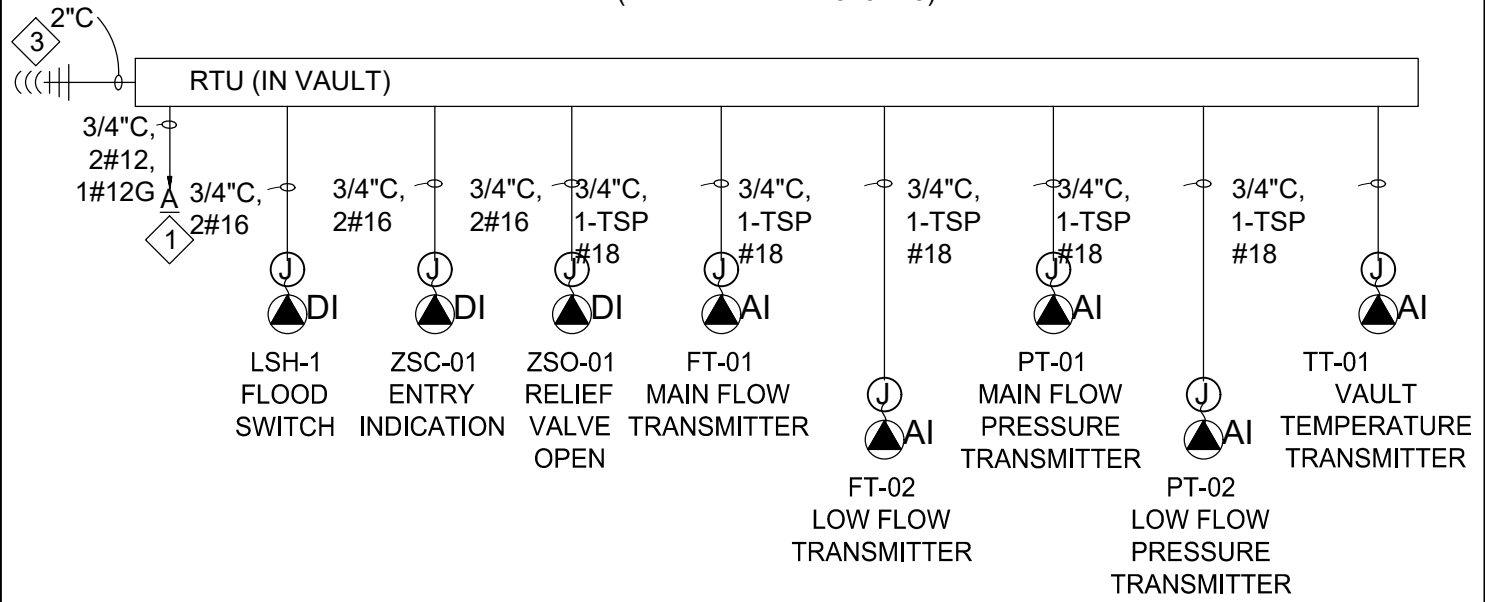 2"C
3
RTU (IN VAULT)
3/4"C,
2#12,
1#12G
A
1
3/4"C,
2#16
3/4"C,
2#16
3/4"C,
2#16
3/4"C,
1-TSP
#18
3/4"C,
1-TSP
#18
3/4"C,
1-TSP
#18
3/4"C,
1-TSP
#18
3/4"C,
1-TSP
#18
J
DI
LSH-1
FLOOD
SWITCH
J
DI
ZSC-01
ENTRY
INDICATION
J
DI
ZSO-01
RELIEF
VALVE
OPEN
J
AI
FT-01
MAIN FLOW
TRANSMITTER
J
AI
FT-02
LOW FLOW
TRANSMITTER
J
AI
PT-01
MAIN FLOW
PRESSURE
TRANSMITTER
J
AI
PT-02
LOW FLOW
PRESSURE
TRANSMITTER
J
AI
TT-01
VAULT
TEMPERATURE
TRANSMITTER